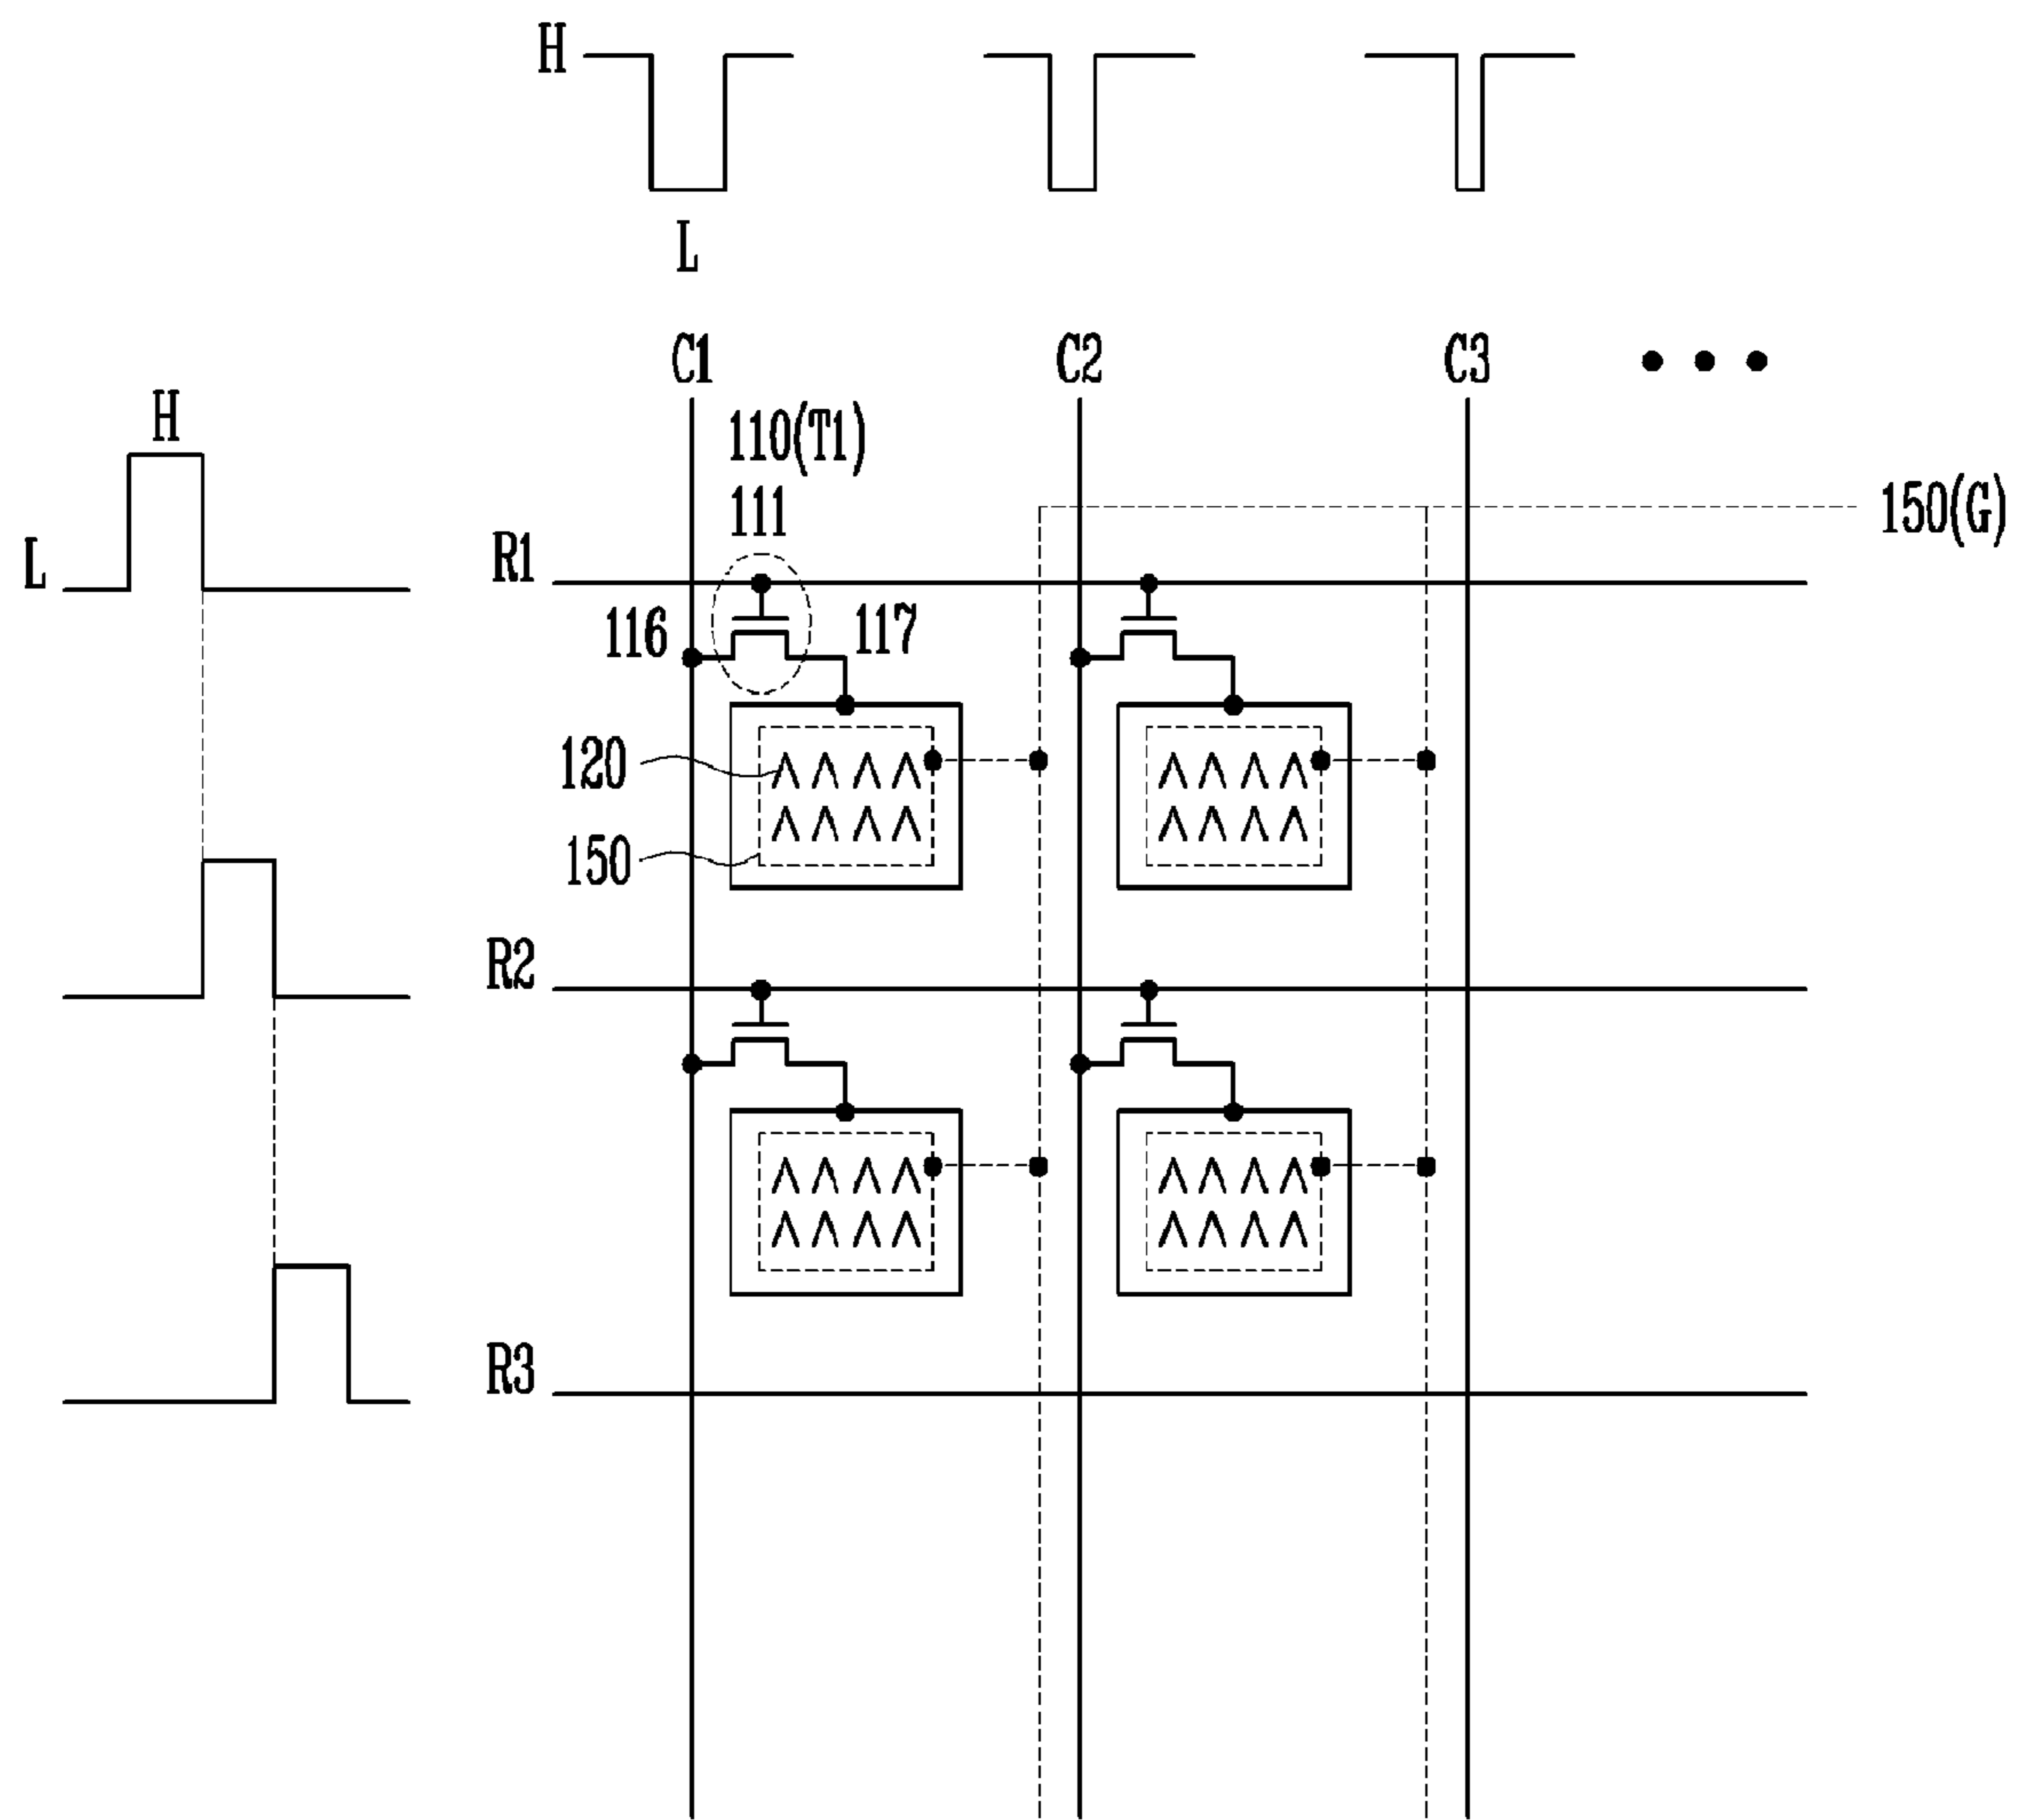 H
L
C1 C2 C3 •••
H
110(T1)
111
150(G)
L
R1
116
117
120
150
R2
R3